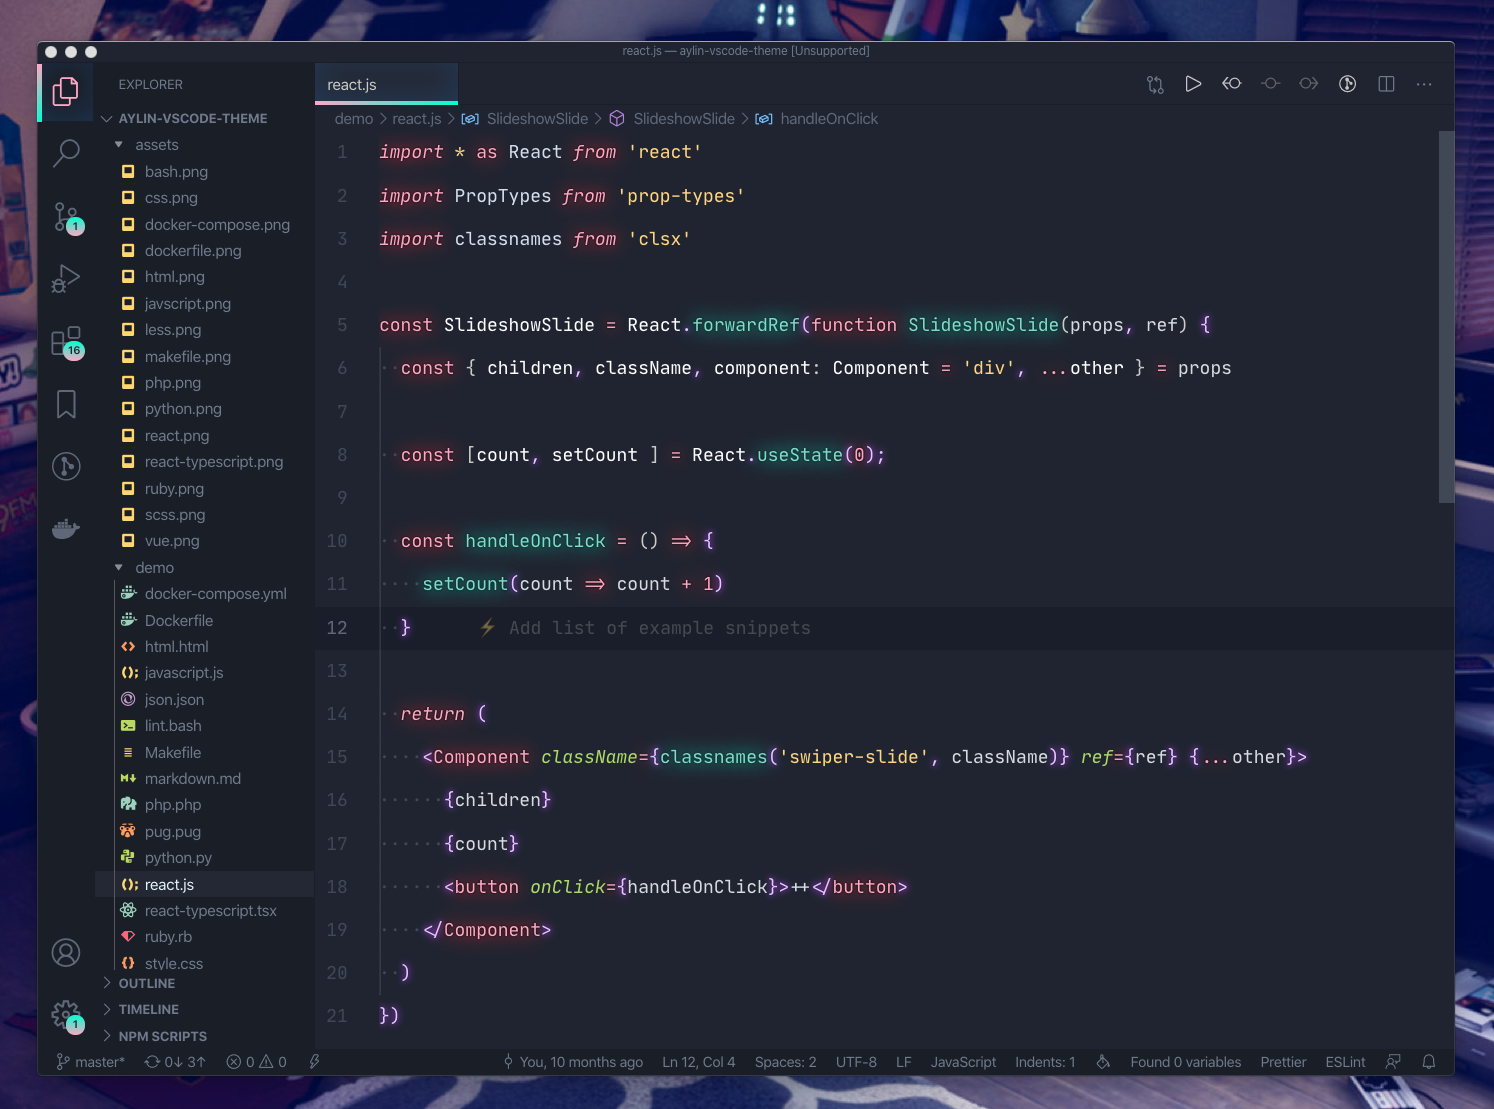 react.js — aylin-vscode-theme [Unsupported]
EXPLORER
AYLIN-VSCODE-THEME
assets
bash.png
css.png
docker-compose.png
dockerfile.png
html.png
javscript.png
less.png
makefile.png
php.png
python.png
react.png
react-typescript.png
ruby.png
scss.png
vue.png
demo
docker-compose.yml
Dockerfile
html.html
javascript.js
json.json
lint.bash
Makefile
markdown.md
php.php
pug.pug
python.py
react.js
react-typescript.tsx
ruby.rb
style.css
OUTLINE
TIMELINE
NPM SCRIPTS
1
16
1
react.js
demo > react.js > SlideshowSlide > SlideshowSlide > handleOnClick
1 import * as React from 'react'
2 import PropTypes from 'prop-types'
3 import classnames from 'clsx'
4
5 const SlideshowSlide = React.forwardRef(function SlideshowSlide(props, ref) {
6 const { children, className, component: Component = 'div', ...other } = props
7
8 const [count, setCount ] = React.useState(0);
9
10 const handleOnClick = () => {
11 setCount(count => count + 1)
12 } ⚡ Add list of example snippets
13
14 return (
15 <Component className={classnames('swiper-slide', className)} ref={ref} {...other}>
16 {children}
17 {count}
18 <button onClick={handleOnClick}>++</button>
19 </Component>
20 )
21 })
master* 0↓ 3↑ 0 0 You, 10 months ago Ln 12, Col 4 Spaces: 2 UTF-8 LF JavaScript Indents: 1 Found 0 variables Prettier ESLint